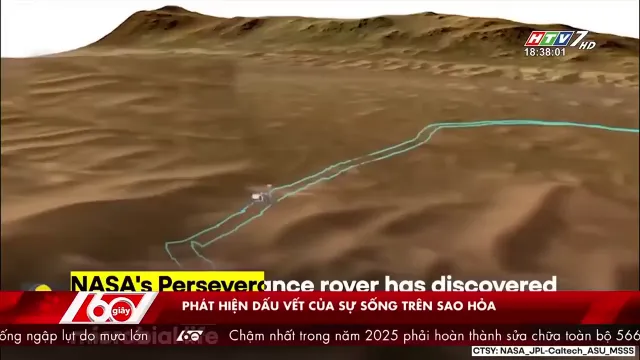 HTV7HD
18:38:01
NASA's Perseverance rover has discovered
60 giây
PHÁT HIỆN DẤU VẾT CỦA SỰ SỐNG TRÊN SAO HỎA
ống ngập lụt do mưa lớn
60
Chậm nhất trong năm 2025 phải hoàn thành sửa chữa toàn bộ 566
CTSY: NASA_JPL-Caltech_ASU_MSSS